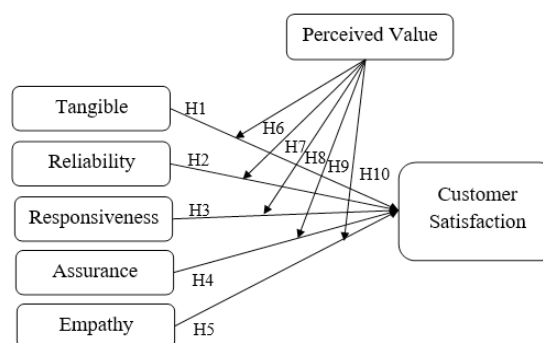 Perceived Value
Tangible
H1
H6
Reliability
H2
H7
H8
H9
H10
Customer
Satisfaction
Responsiveness
H3
Assurance
H4
Empathy
H5